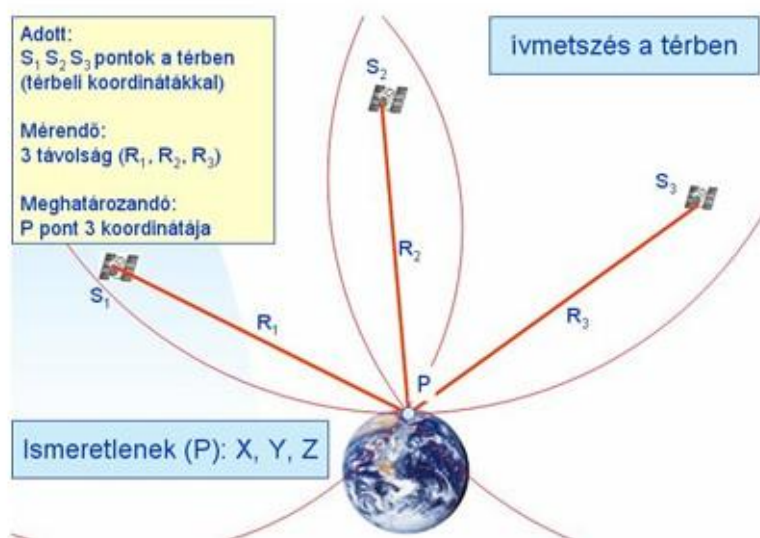 Adott:
S₁ S₂ S₃ pontok a térben
(térbeli koordinátákkal)
Mérendő:
3 távolság (R₁, R₂, R₃)
Meghatározandó:
P pont 3 koordinátája
ivmetszés a térben
S₂
S₃
S₁
R₂
R₁
R₃
P
Ismeretlenek (P): X, Y, Z